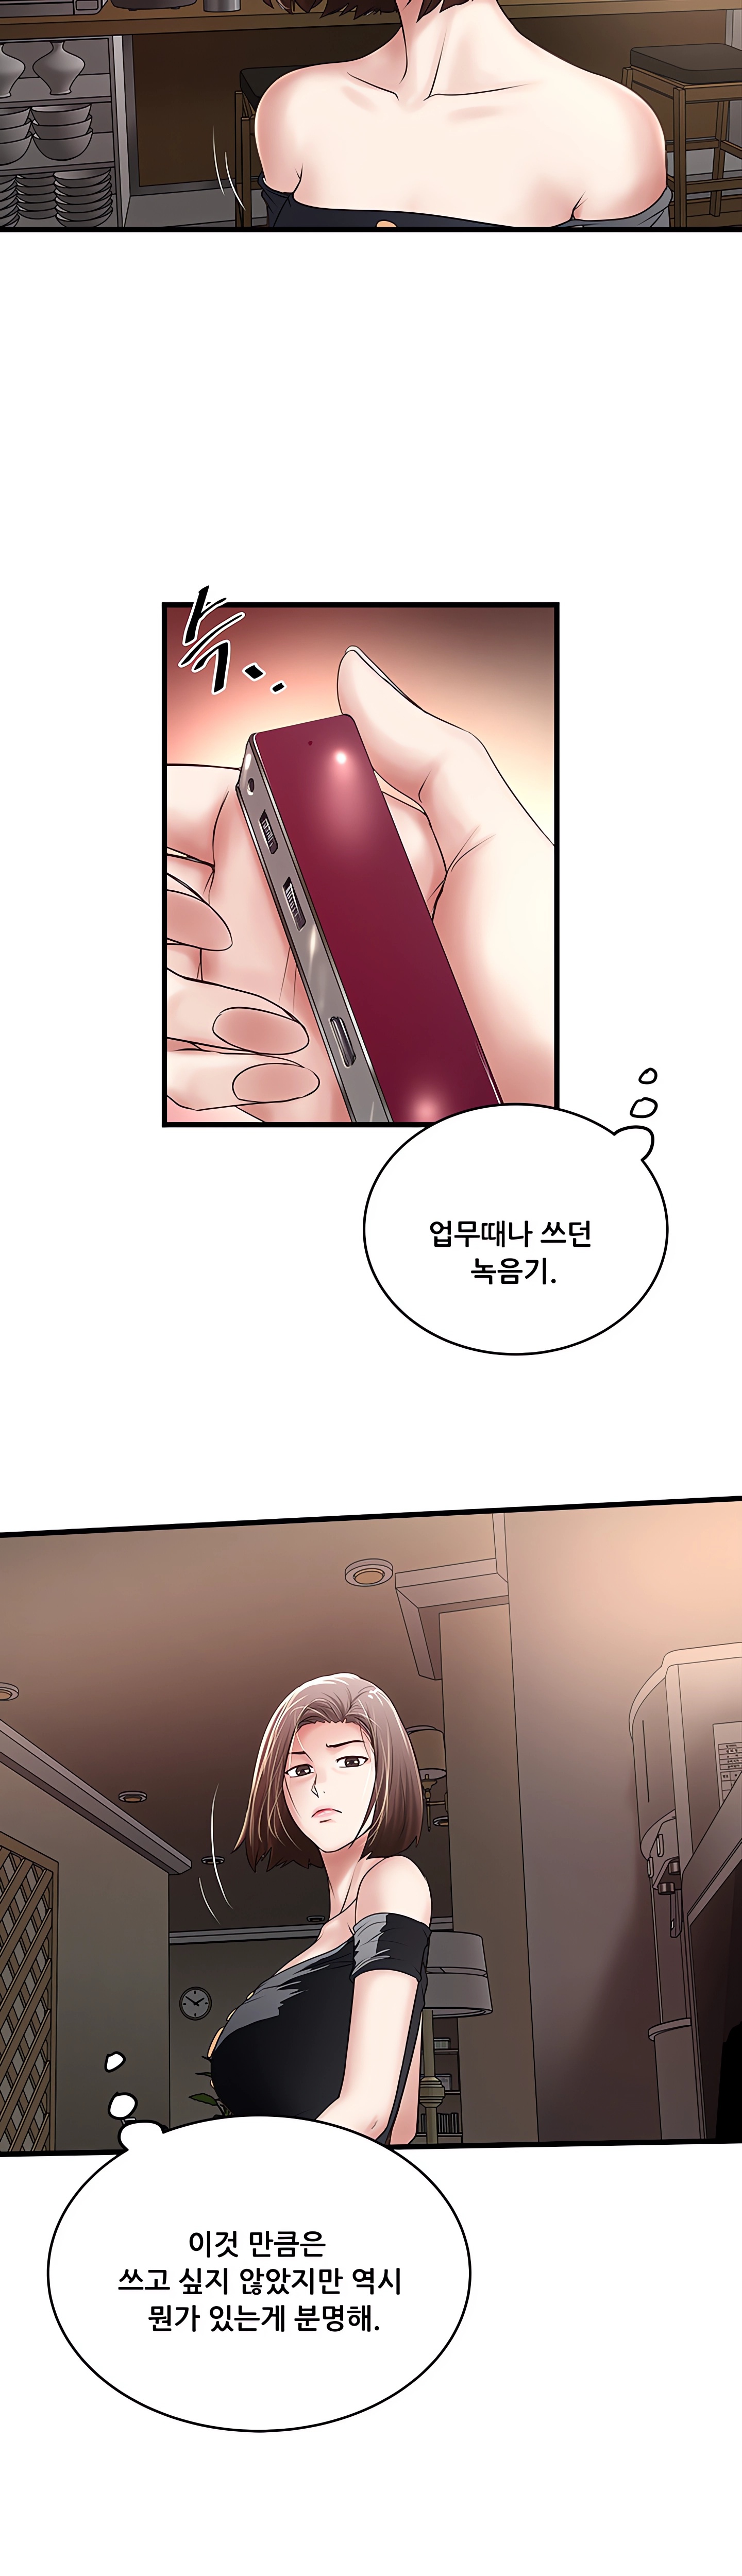 업무때나 쓰던
녹음기.
이것 만큼은
쓰고 싶지 않았지만 역시
뭔가 있는게 분명해.